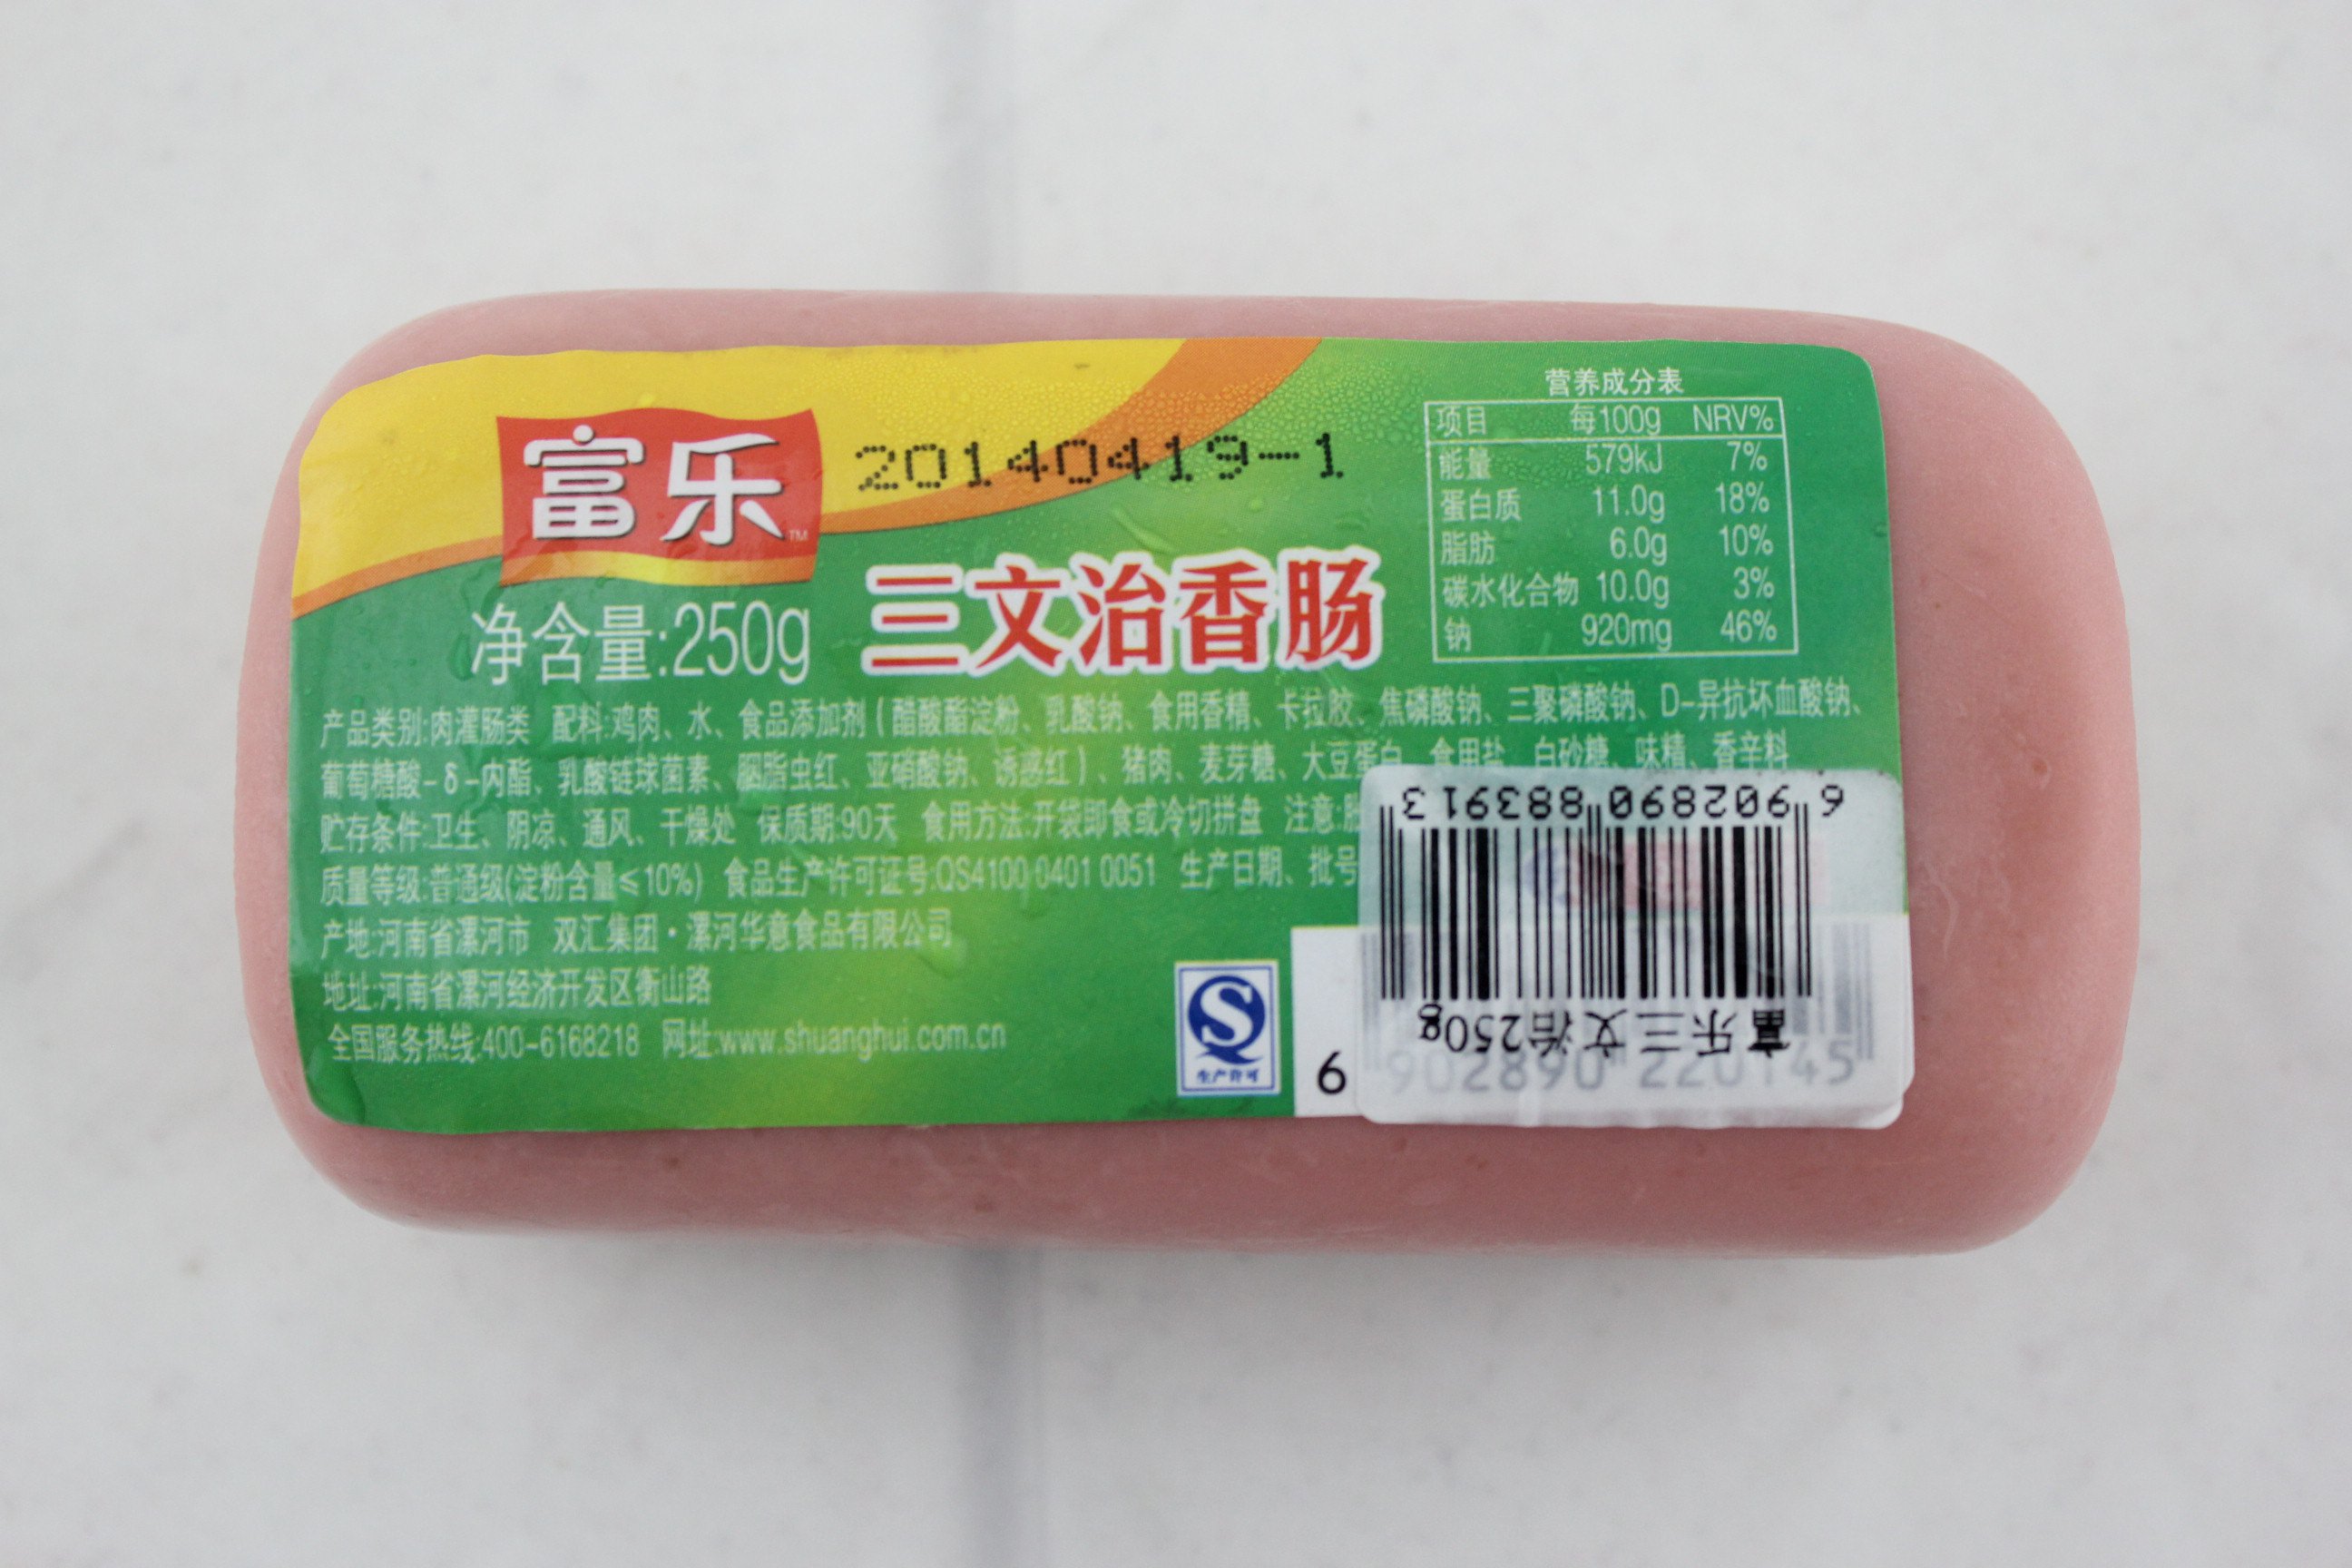 富乐
TM
20140419-1
净含量:250g
三文治香肠
营养成分表
项目 每100g NRV%
能量 579kJ 7%
蛋白质 11.0g 18%
脂肪 6.0g 10%
碳水化合物 10.0g 3%
钠 920mg 46%
产品类别:肉灌肠类 配料:鸡肉、水、食品添加剂(醋酸酯淀粉、乳酸钠、食用香精、卡拉胶、焦磷酸钠、三聚磷酸钠、D-异抗坏血酸钠、
葡萄糖酸-δ-内酯、乳酸链球菌素、胭脂虫红、亚硝酸钠、诱惑红)、猪肉、麦芽糖、大豆蛋白、食用盐、白砂糖、味精、香辛料
贮存条件:卫生、阴凉、通风、干燥处 保质期:90天 食用方法:开袋即食或冷切拼盘 注意:
质量等级:普通级(淀粉含量≤10%) 食品生产许可证号:QS4100 0401 0051 生产日期、批号
产地:河南省漯河市 双汇集团·漯河华意食品有限公司
地址:河南省漯河经济开发区衡山路
全国服务热线:400-6168218 网址:www.shuanghui.com.cn
生产许可
6 902890 220145
富乐三文治250g
6 902890 883913